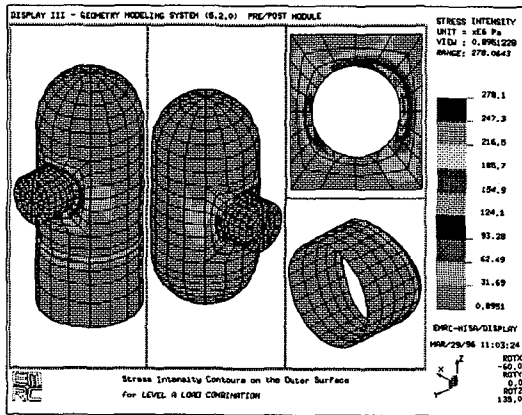 DISPLAY III - GEOMETRY MODELING SYSTEM (6.2.0) PRE/POST MODULE
STRESS INTENSITY
UNIT = xE6 Pa
VIEW : 0.8951228
RANGE: 278.0643
278.1
247.3
216.5
185.7
154.9
124.1
93.28
62.49
31.69
0.8951
EMRC-NISA/DISPLAY
MAR/29/96 11:03:24
ROTX
-60.0
ROTY
0.0
ROTZ
135.0
Y
Z
X
Stress Intensity Contours on the Outer Surface
for LEVEL A LOAD COMBINATION